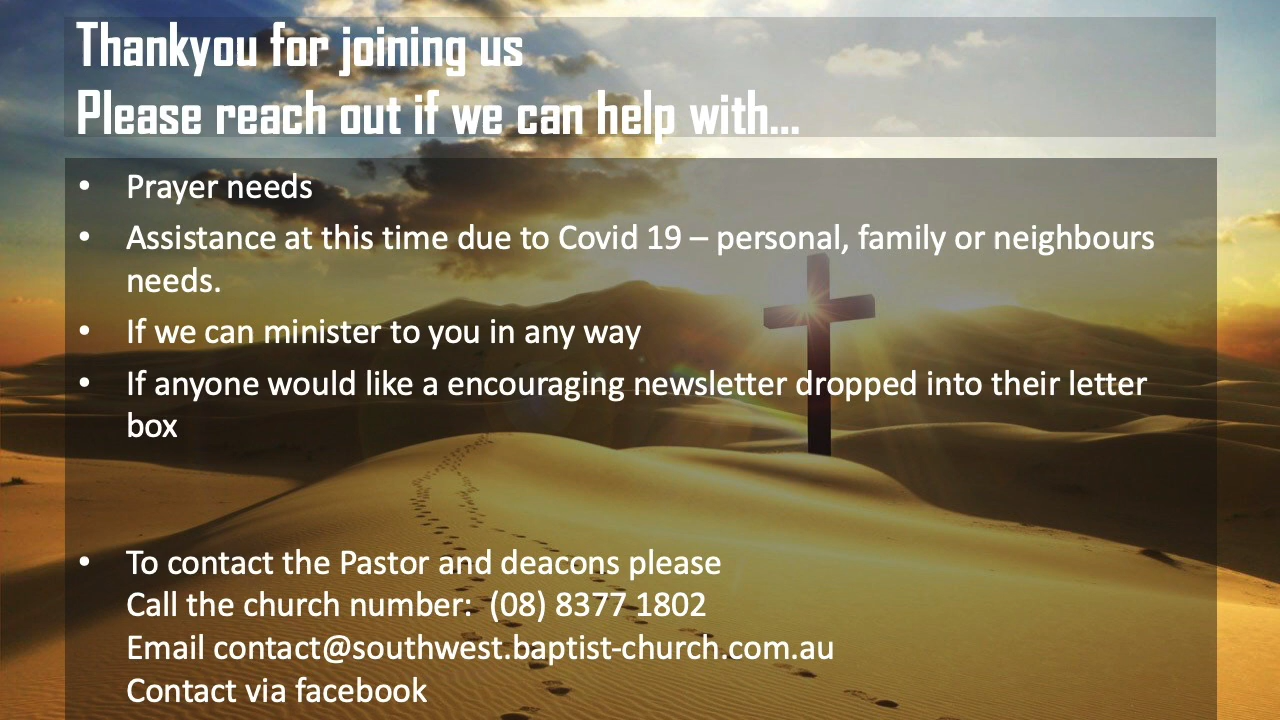 Thankyou for joining us
Please reach out if we can help with...
• Prayer needs
• Assistance at this time due to Covid 19 – personal, family or neighbours
needs.
• If we can minister to you in any way
• If anyone would like a encouraging newsletter dropped into their letter
box
• To contact the Pastor and deacons please
Call the church number:  (08) 8377 1802
Email contact@southwest.baptist-church.com.au
Contact via facebook